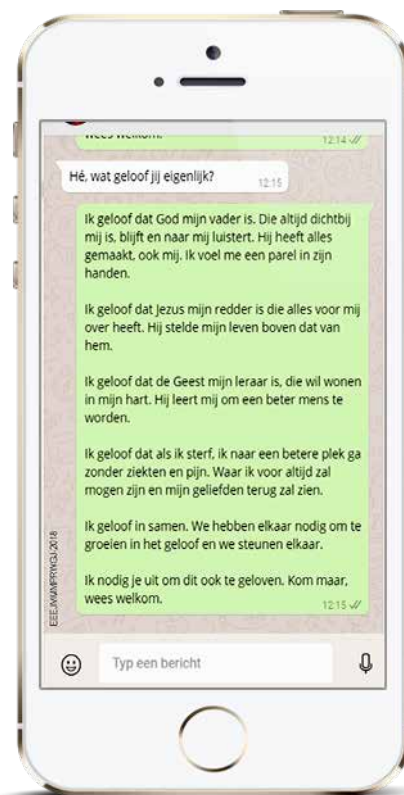 wees welkom.
12:14
Hé, wat geloof jij eigenlijk?
12:15
Ik geloof dat God mijn vader is. Die altijd dichtbij
mij is, blijft en naar mij luistert. Hij heeft alles
gemaakt, ook mij. Ik voel me een parel in zijn
handen.
Ik geloof dat Jezus mijn redder is die alles voor mij
over heeft. Hij stelde mijn leven boven dat van
hem.
Ik geloof dat de Geest mijn leraar is, die wil wonen
in mijn hart. Hij leert mij om een beter mens te
worden.
Ik geloof dat als ik sterf, ik naar een betere plek ga
zonder ziekten en pijn. Waar ik voor altijd zal
mogen zijn en mijn geliefden terug zal zien.
Ik geloof in samen. We hebben elkaar nodig om te
groeien in het geloof en we steunen elkaar.
Ik nodig je uit om dit ook te geloven. Kom maar,
wees welkom.
12:15
Typ een bericht